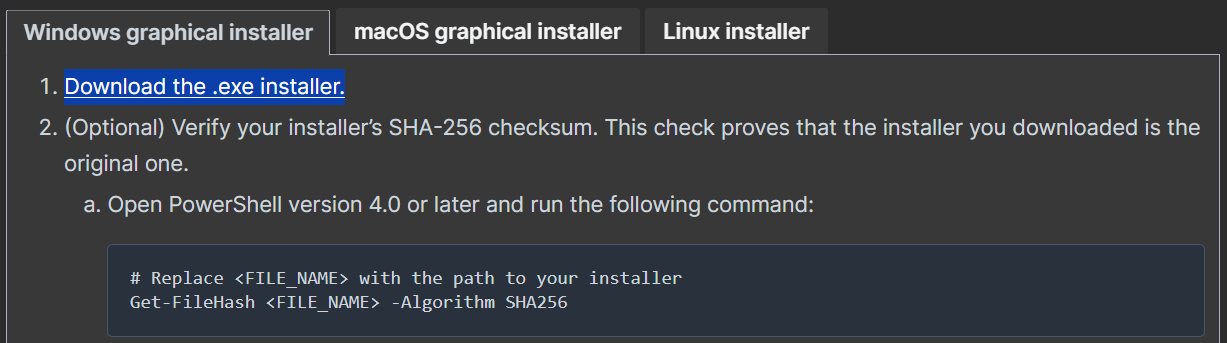 Windows graphical installer macOS graphical installer Linux installer
1. Download the .exe installer.
2. (Optional) Verify your installer’s SHA-256 checksum. This check proves that the installer you downloaded is the
original one.
a. Open PowerShell version 4.0 or later and run the following command:
# Replace <FILE_NAME> with the path to your installer
Get-FileHash <FILE_NAME> -Algorithm SHA256